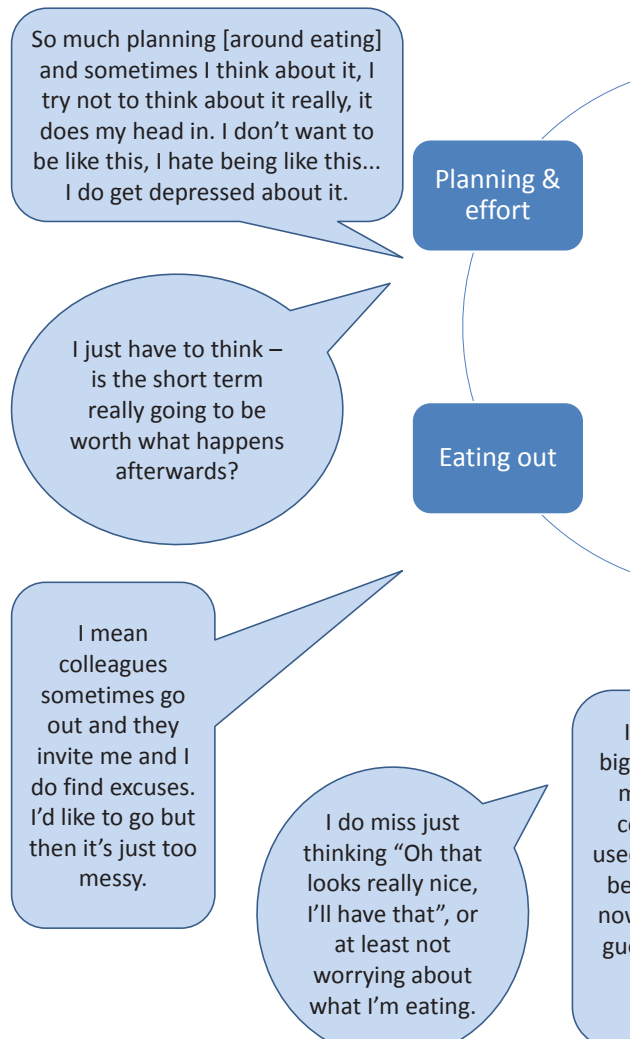 So much planning [around eating]
and sometimes I think about it, I
try not to think about it really, it
does my head in. I don’t want to
be like this, I hate being like this...
I do get depressed about it.
Planning &
effort
I just have to think –
is the short term
really going to be
worth what happens
afterwards?
Eating out
I mean
colleagues
sometimes go
out and they
invite me and I
do find excuses.
I’d like to go but
then it’s just too
messy.
I do miss just
thinking “Oh that
looks really nice,
I’ll have that”, or
at least not
worrying about
what I’m eating.
I
big